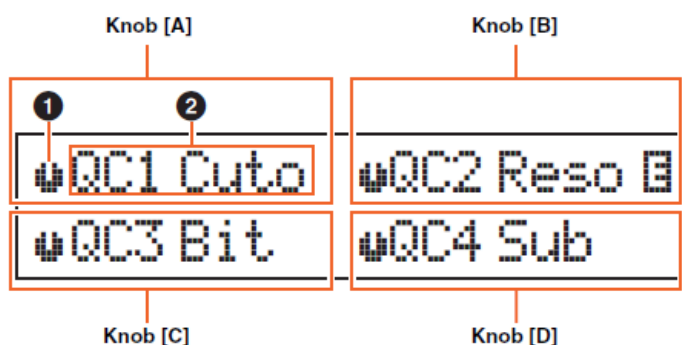 Knob [A] Knob [B]
1 2
QC1 Cuto QC2 Reso E
QC3 Bit QC4 Sub
Knob [C] Knob [D]